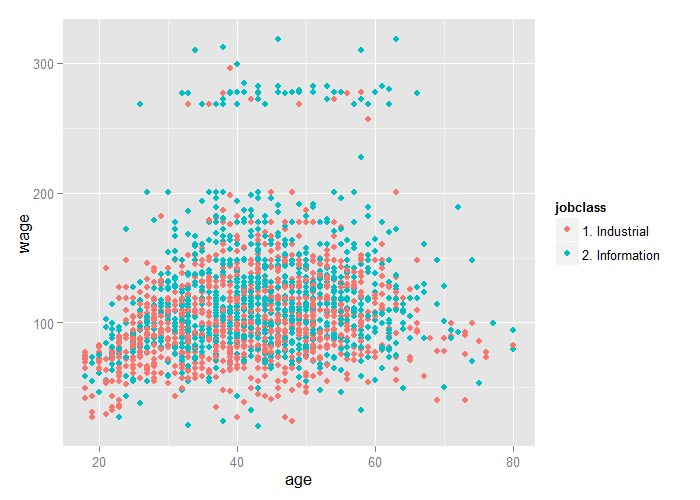 300
200
100
wage
20 40 60 80
age
jobclass
1. Industrial
2. Information